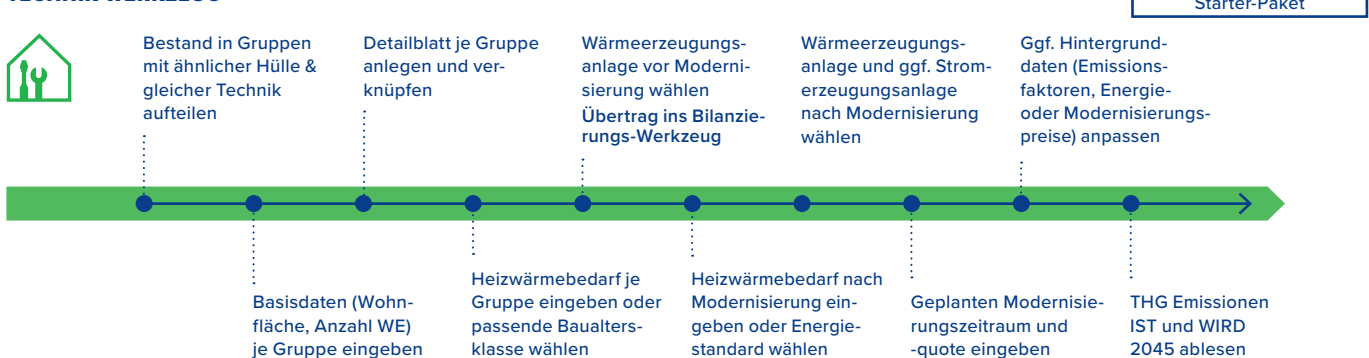 Starter-Paket
Bestand in Gruppen
mit ähnlicher Hülle &
gleicher Technik
aufteilen
Basisdaten (Wohn-
fläche, Anzahl WE)
je Gruppe eingeben
Detailblatt je Gruppe
anlegen und ver-
knüpfen
Heizwärmebedarf je
Gruppe eingeben oder
passende Baualters-
klasse wählen
Wärmeerzeugungs-
anlage vor Moderni-
sierung wählen
Übertrag ins Bilanzie-
rungs-Werkzeug
Heizwärmebedarf nach
Modernisierung ein-
geben oder Energie-
standard wählen
Wärmeerzeugungs-
anlage und ggf. Strom-
erzeugungsanlage
nach Modernisierung
wählen
Geplanten Modernisie-
rungszeitraum und
-quote eingeben
Ggf. Hintergrund-
daten (Emissions-
faktoren, Energie-
oder Modernisierungs-
preise) anpassen
THG Emissionen
IST und WIRD
2045 ablesen